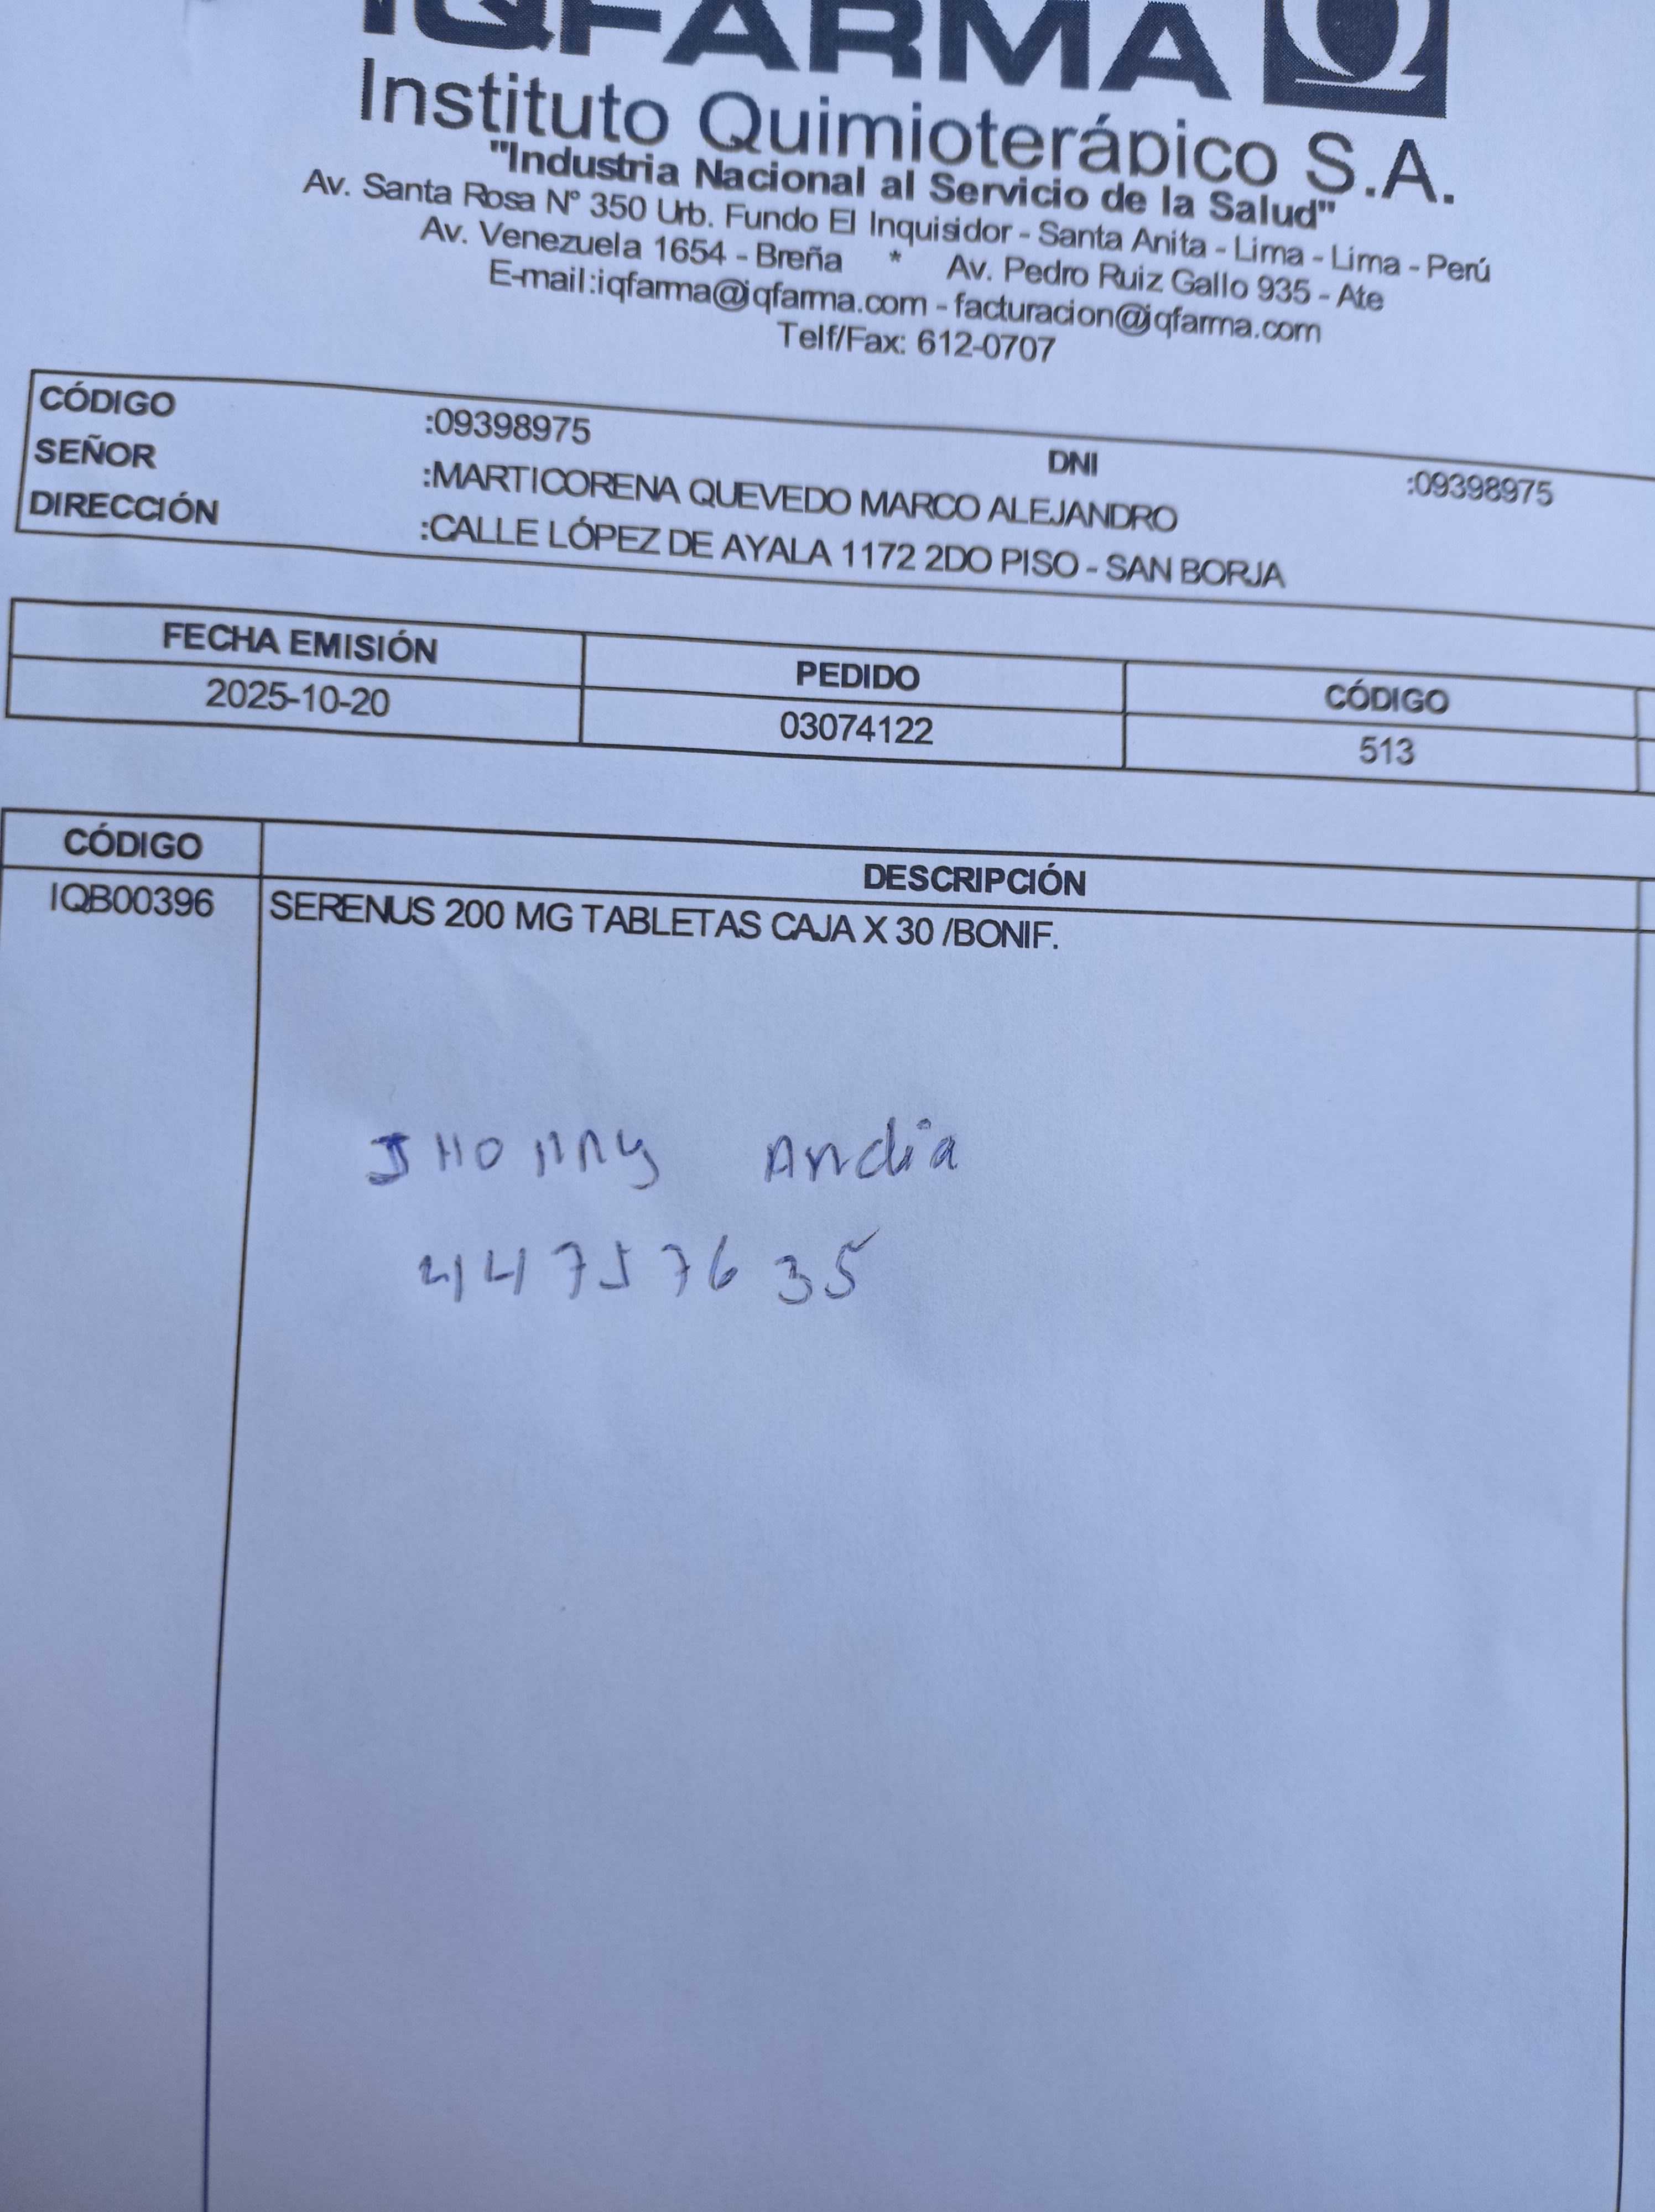 IQFARMA
Instituto Quimioterápico S.A.
"Industria Nacional al Servicio de la Salud"
Av. Santa Rosa N° 350 Urb. Fundo El Inquisidor - Santa Anita - Lima - Lima - Perú
Av. Venezuela 1654 - Breña * Av. Pedro Ruiz Gallo 935 - Ate
E-mail:iqfarma@iqfarma.com - facturacion@iqfarma.com
Telf/Fax: 612-0707
CÓDIGO :09398975 DNI :09398975
SEÑOR :MARTICORENA QUEVEDO MARCO ALEJANDRO
DIRECCIÓN :CALLE LÓPEZ DE AYALA 1172 2DO PISO - SAN BORJA
FECHA EMISIÓN PEDIDO CÓDIGO
2025-10-20 03074122 513
CÓDIGO DESCRIPCIÓN
IQB00396 SERENUS 200 MG TABLETAS CAJA X 30 /BONIF.
JHONNY Andia
44757635